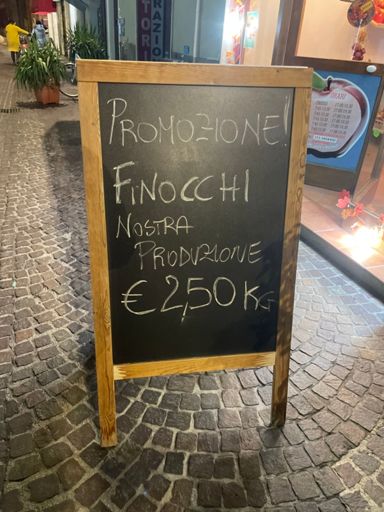 PROMOZIONE!
FINOCCHI
NOSTRA
PRODUZIONE
€ 2,50 KG